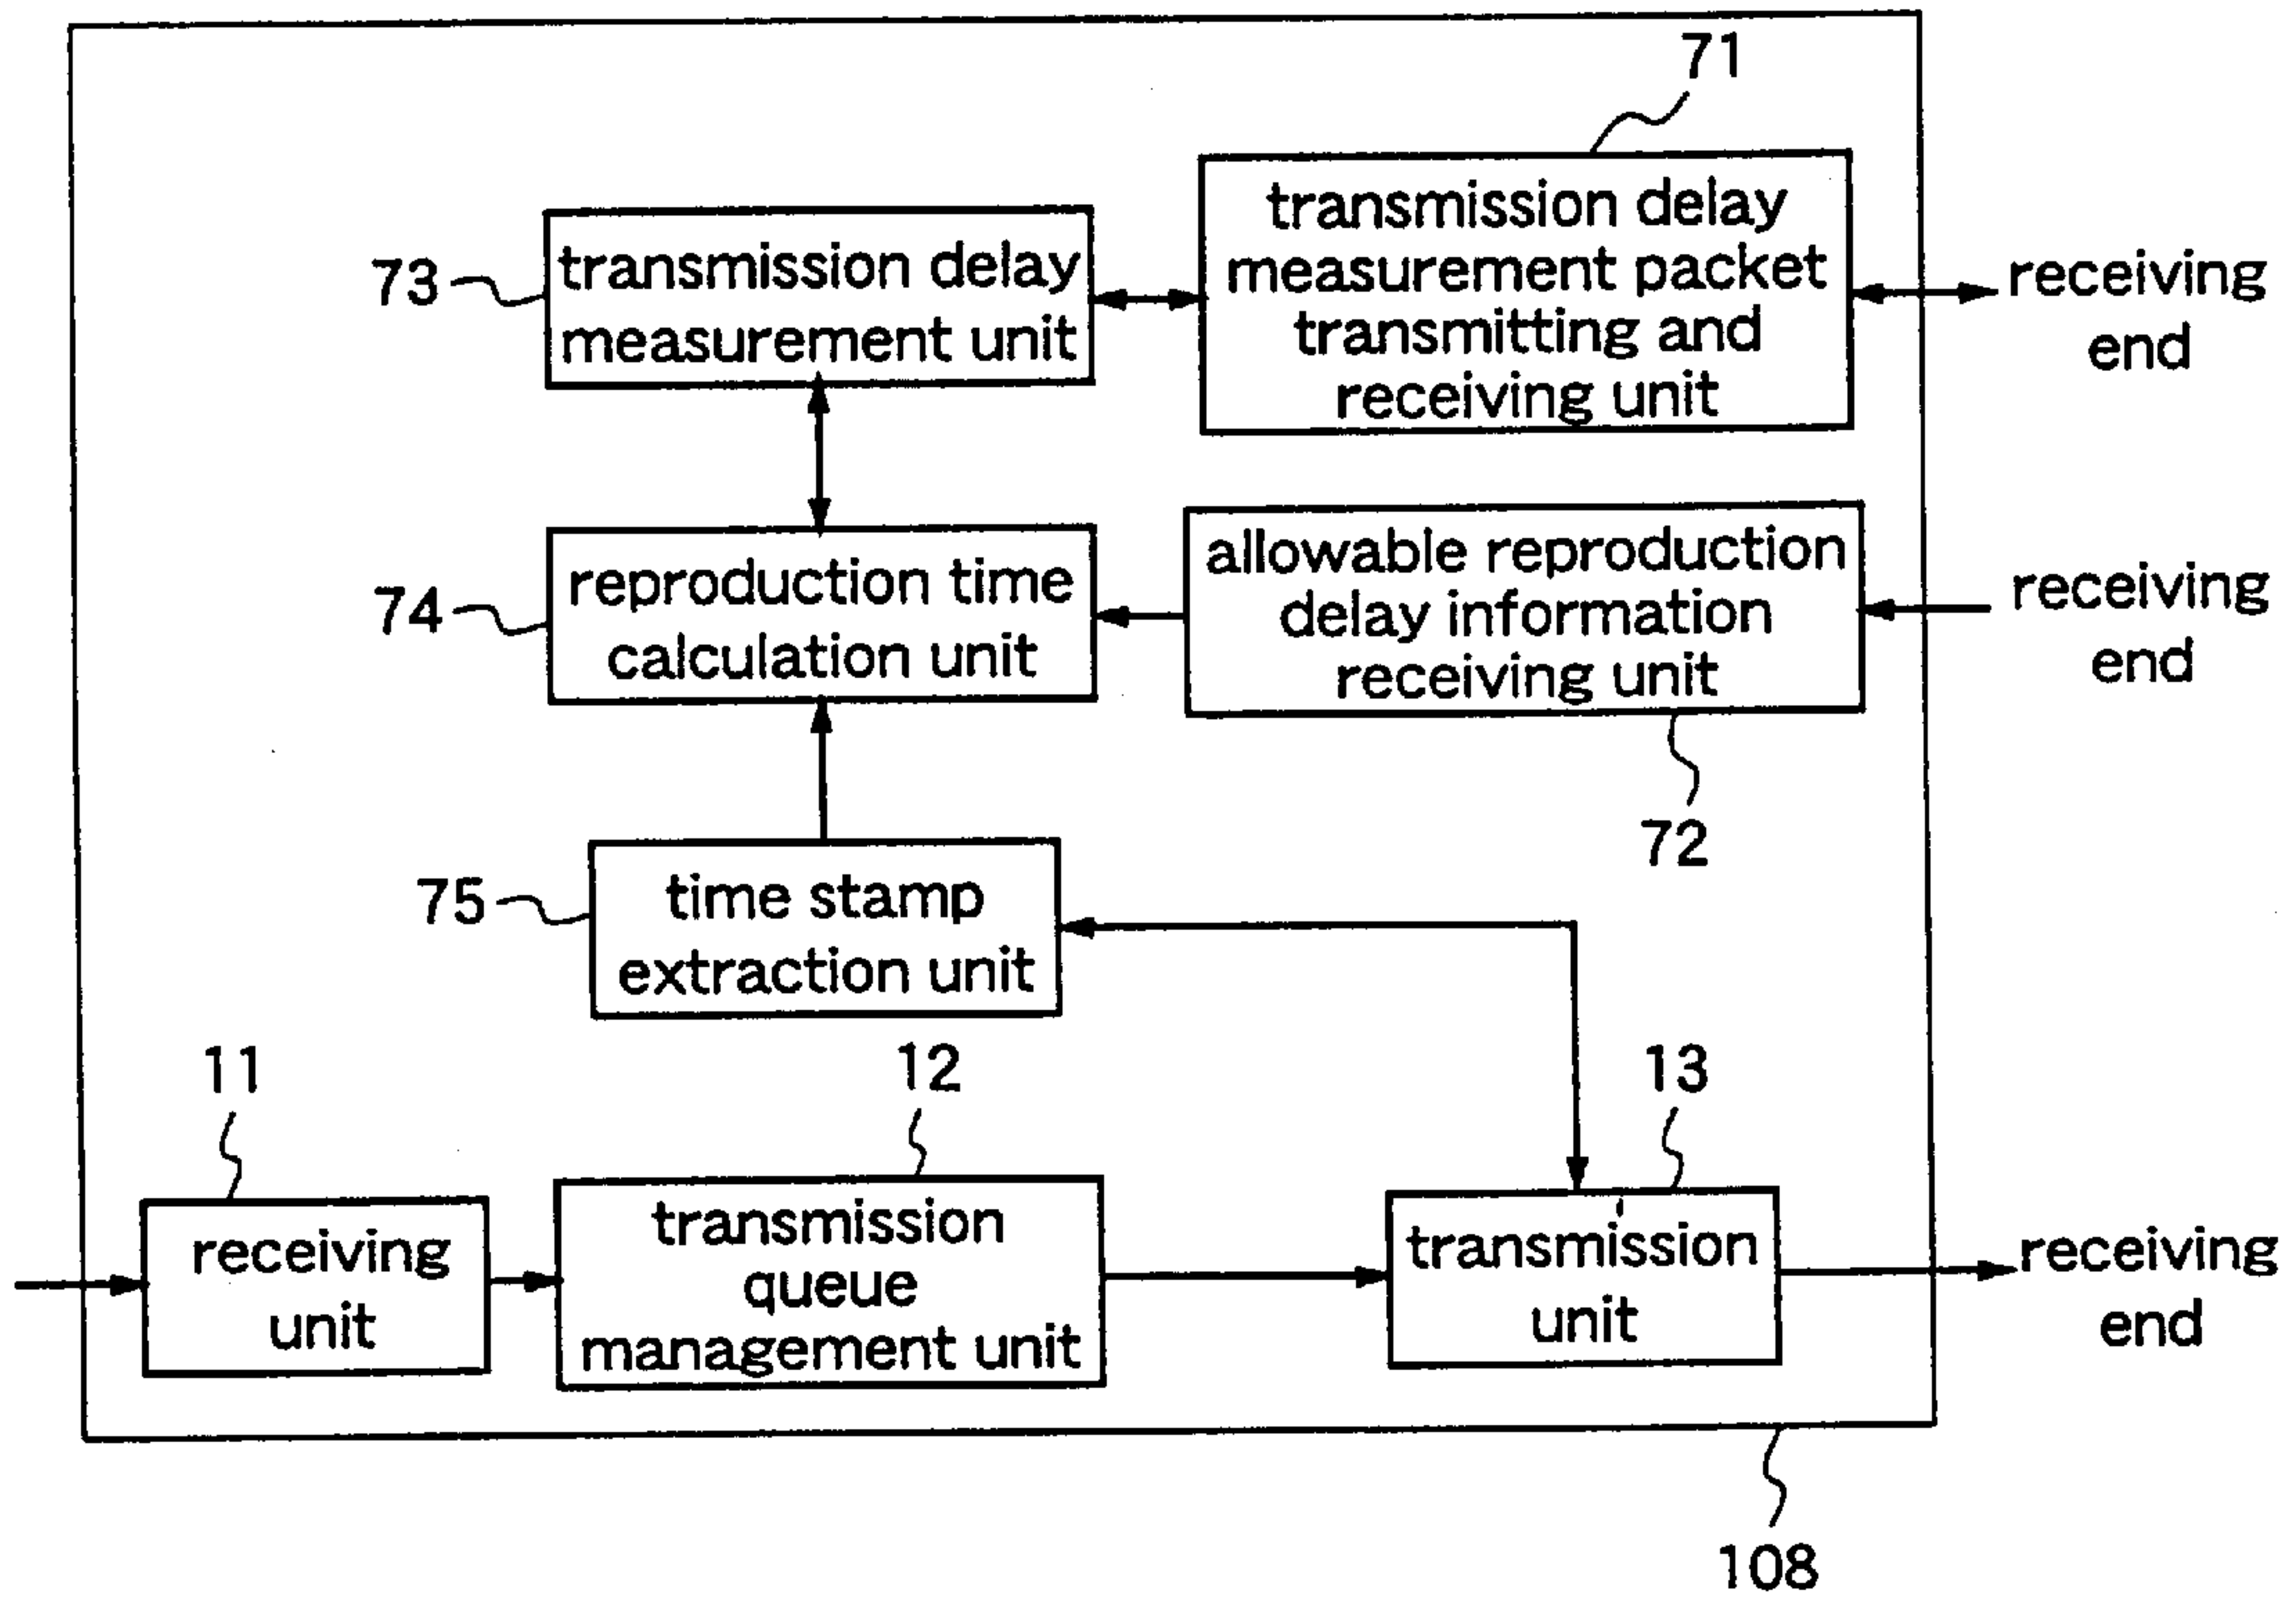 71
transmission delay
measurement packet
transmitting and
receiving unit
73
transmission delay
measurement unit
receiving
end
74
reproduction time
calculation unit
allowable reproduction
delay information
receiving unit
receiving
end
72
75
time stamp
extraction unit
11
12
13
receiving
unit
transmission
queue
management unit
transmission
unit
receiving
end
108